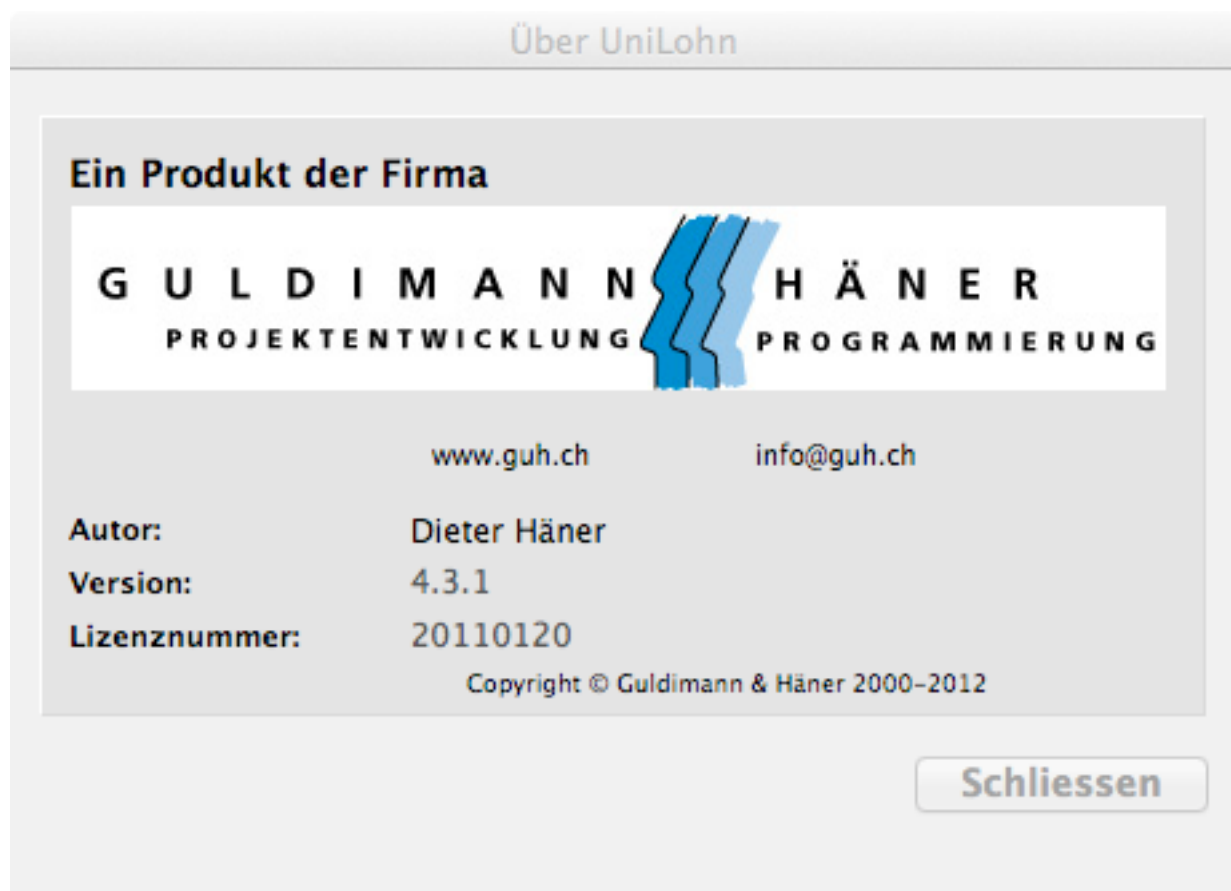 Über UniLohn
Ein Produkt der Firma
GULDIMANN HÄNER
PROJEKTENTWICKLUNG PROGRAMMIERUNG
www.guh.ch info@guh.ch
Autor: Dieter Häner
Version: 4.3.1
Lizenznummer: 20110120
Copyright © Guldimann & Häner 2000–2012
Schliessen